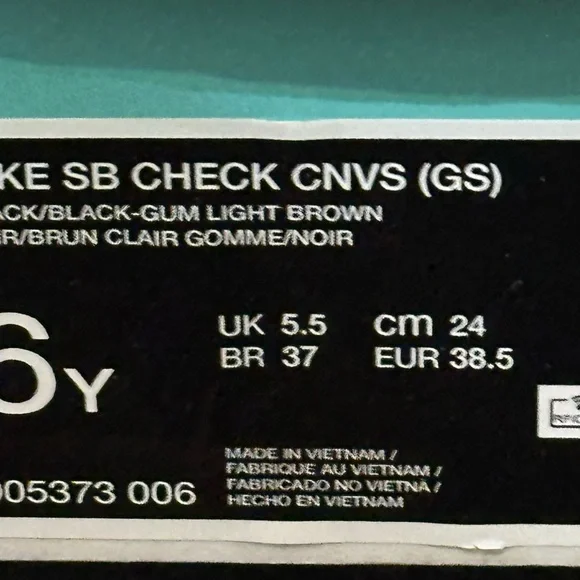 KE SB CHECK CNVS (GS)
ACK/BLACK-GUM LIGHT BROWN
R/BRUN CLAIR GOMME/NOIR
6Y
UK 5.5 cm 24
BR 37 EUR 38.5
MADE IN VIETNAM /
FABRIQUE AU VIETNAM /
FABRICADO NO VIETNÃ /
HECHO EN VIETNAM
005373 006